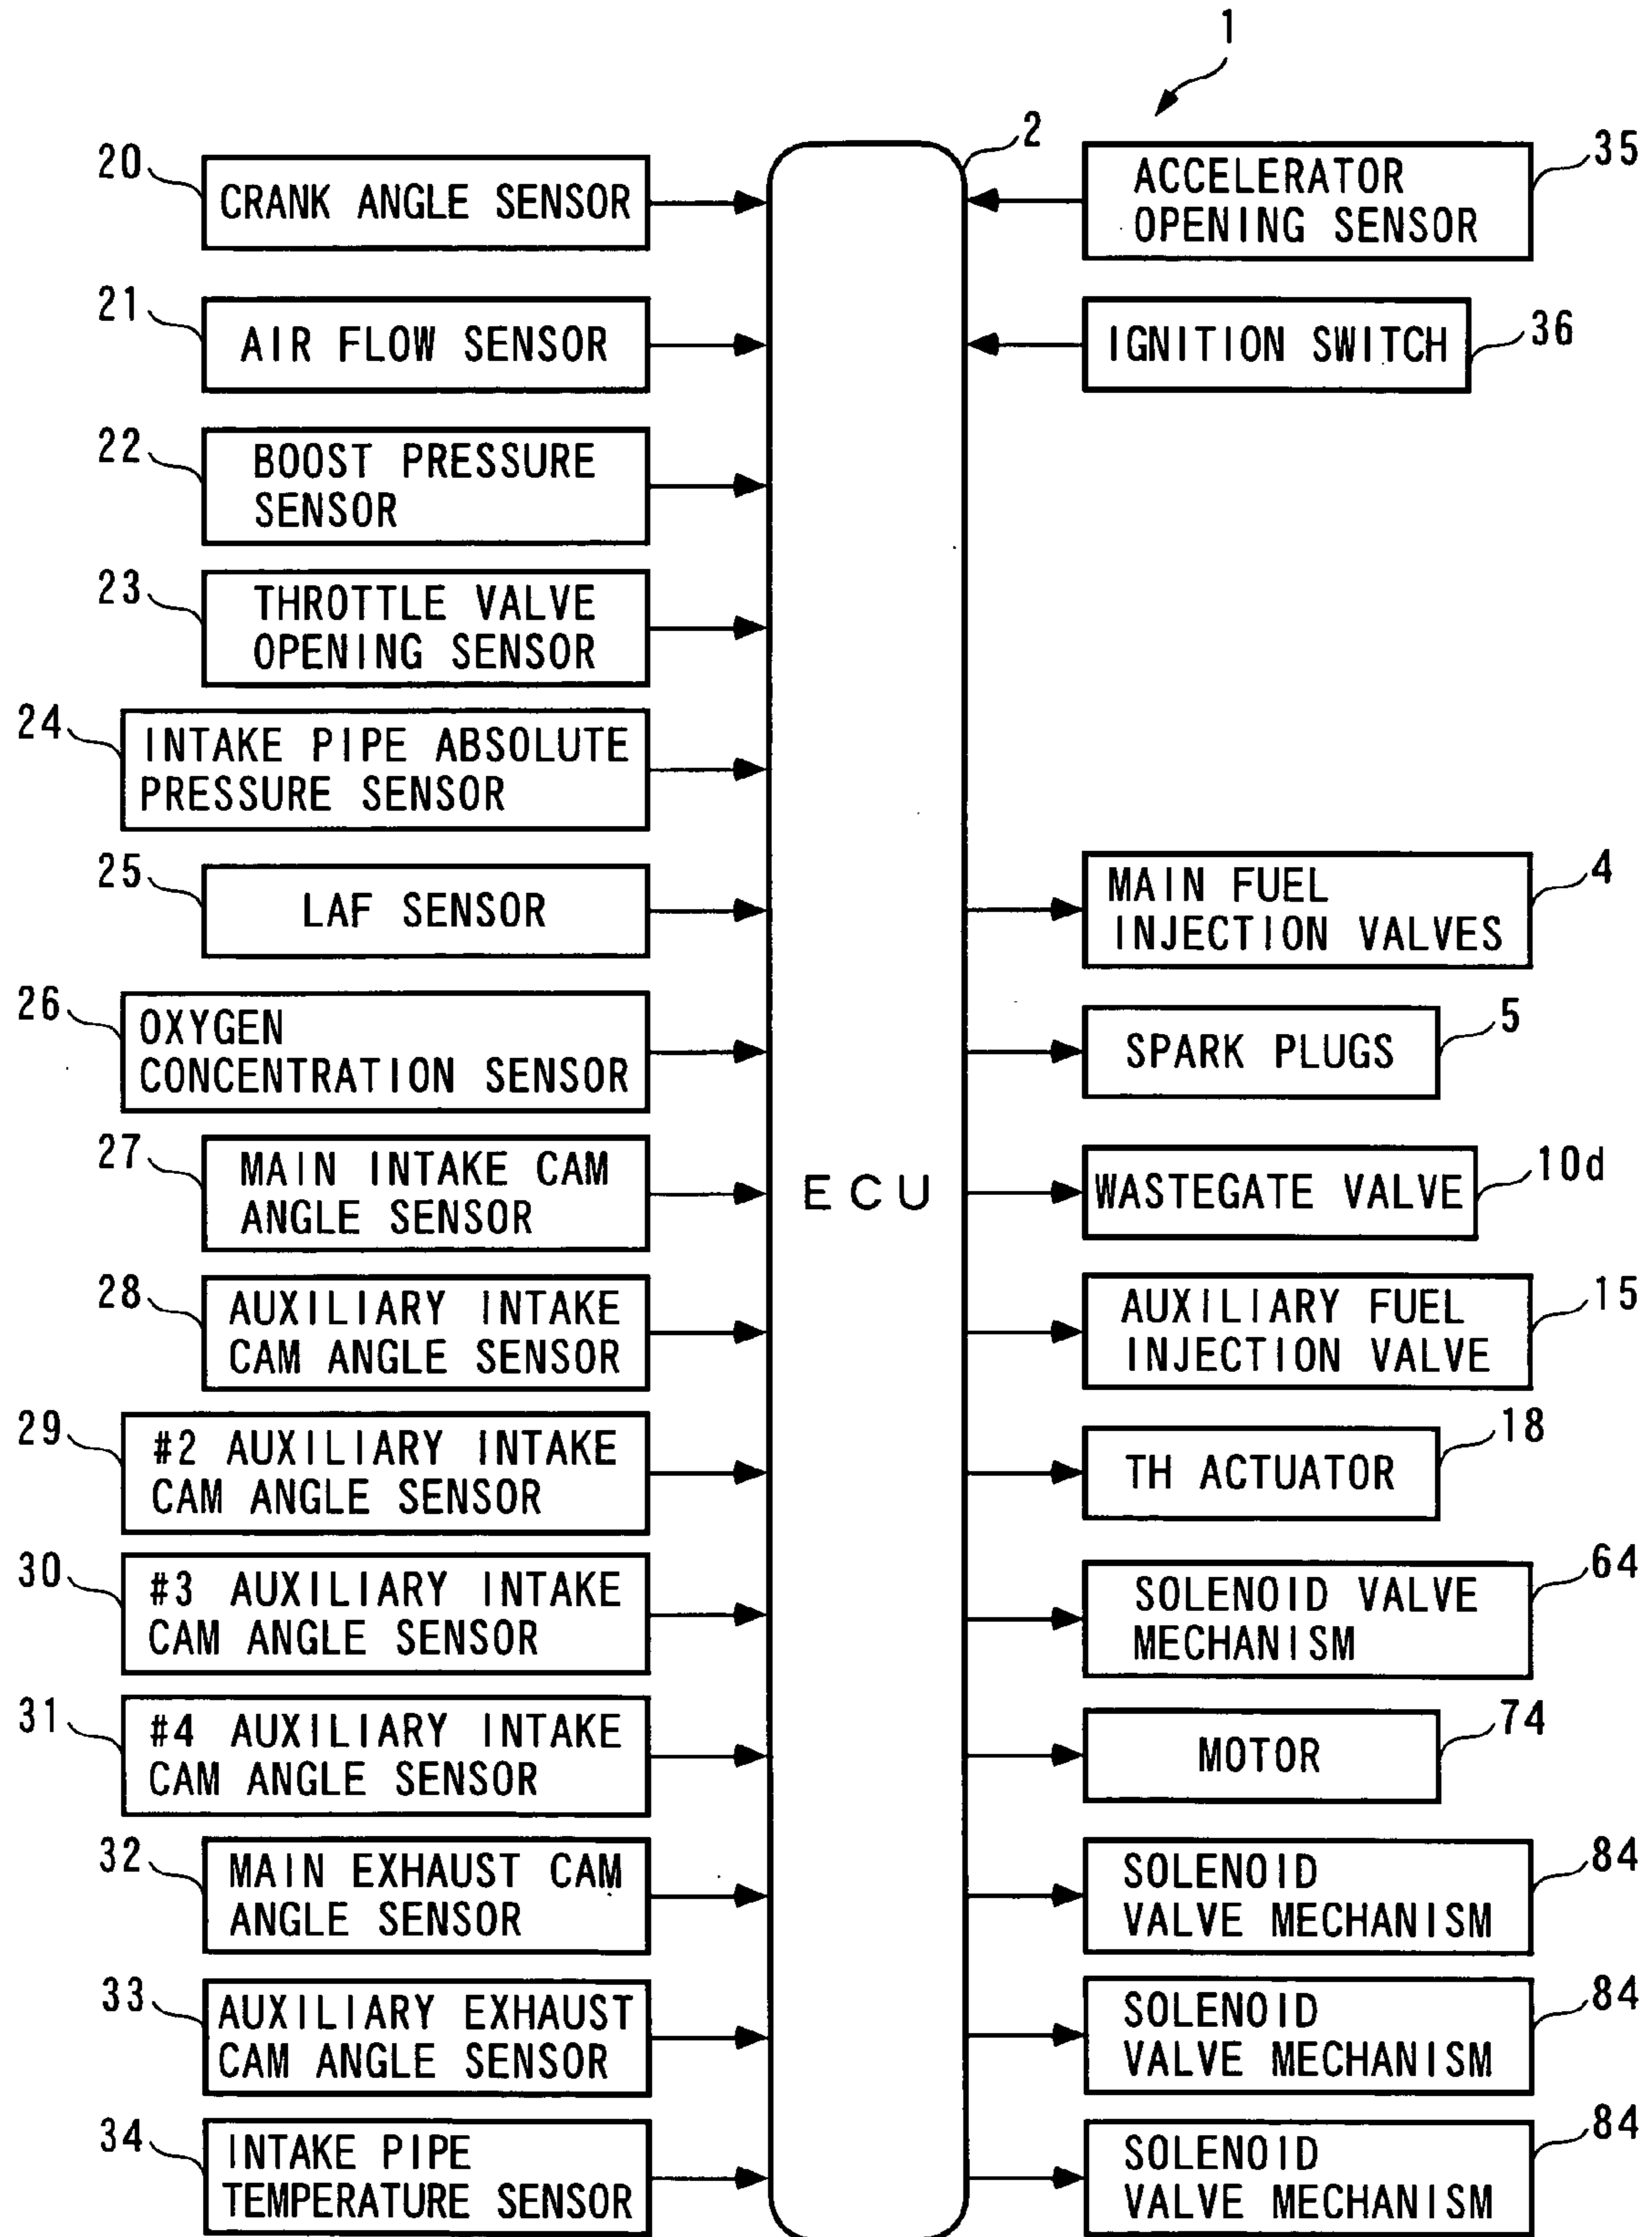 1
2
20
CRANK ANGLE SENSOR
21
AIR FLOW SENSOR
22
BOOST PRESSURE
SENSOR
23
THROTTLE VALVE
OPENING SENSOR
24
INTAKE PIPE ABSOLUTE
PRESSURE SENSOR
25
LAF SENSOR
26
OXYGEN
CONCENTRATION SENSOR
27
MAIN INTAKE CAM
ANGLE SENSOR
28
AUXILIARY INTAKE
CAM ANGLE SENSOR
29
#2 AUXILIARY INTAKE
CAM ANGLE SENSOR
30
#3 AUXILIARY INTAKE
CAM ANGLE SENSOR
31
#4 AUXILIARY INTAKE
CAM ANGLE SENSOR
32
MAIN EXHAUST CAM
ANGLE SENSOR
33
AUXILIARY EXHAUST
CAM ANGLE SENSOR
34
INTAKE PIPE
TEMPERATURE SENSOR
ECU
ACCELERATOR
OPENING SENSOR
35
IGNITION SWITCH
36
MAIN FUEL
INJECTION VALVES
4
SPARK PLUGS
5
WASTEGATE VALVE
10d
AUXILIARY FUEL
INJECTION VALVE
15
TH ACTUATOR
18
SOLENOID VALVE
MECHANISM
64
MOTOR
74
SOLENOID
VALVE MECHANISM
84
SOLENOID
VALVE MECHANISM
84
SOLENOID
VALVE MECHANISM
84